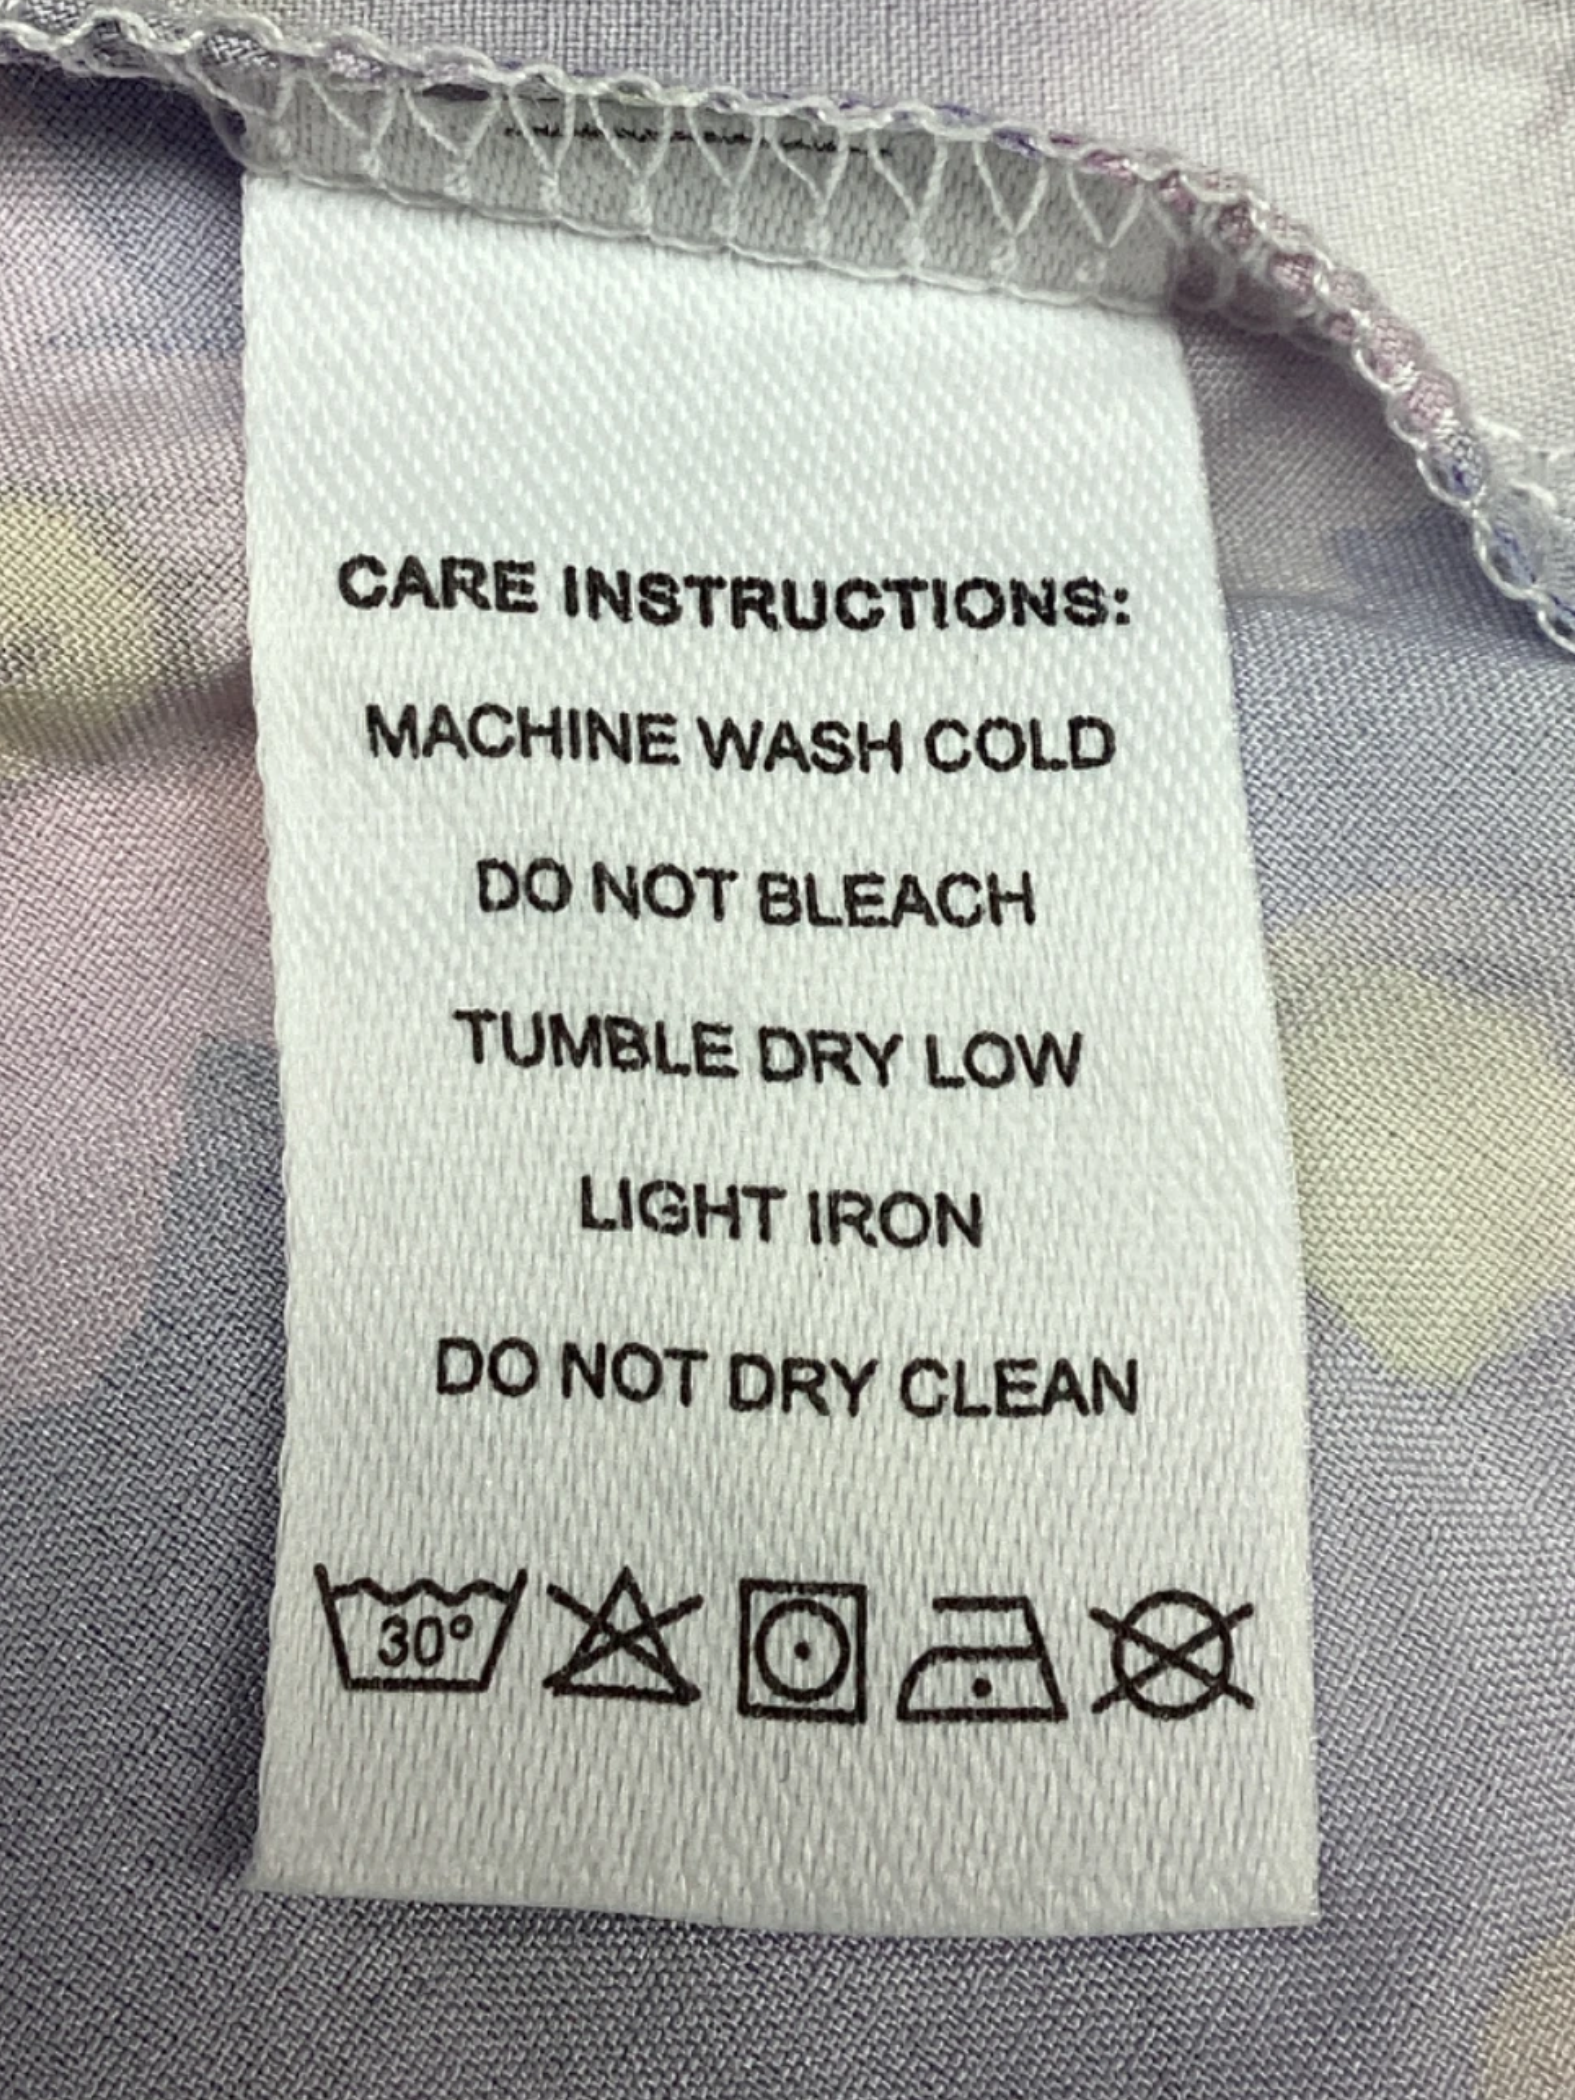 CARE INSTRUCTIONS:
MACHINE WASH COLD
DO NOT BLEACH
TUMBLE DRY LOW
LIGHT IRON
DO NOT DRY CLEAN
30°